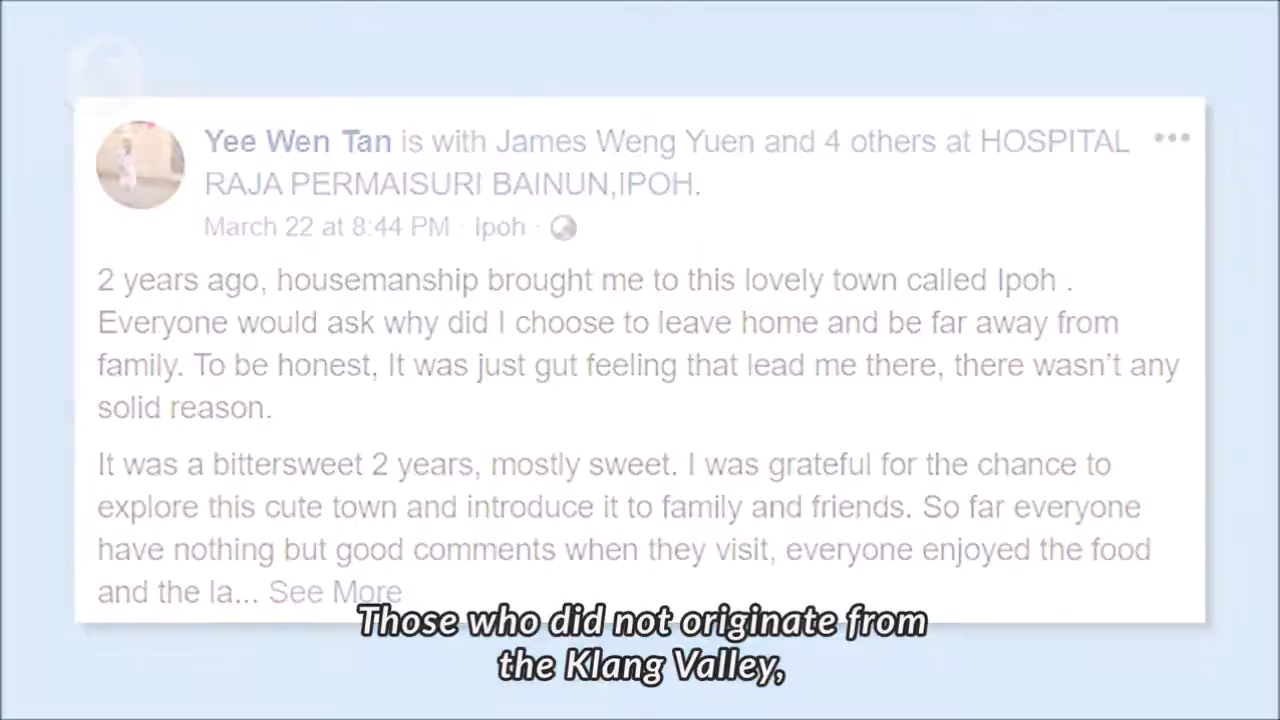 Yee Wen Tan is with James Weng Yuen and 4 others at HOSPITAL
RAJA PERMAISURI BAINUN,IPOH.
March 22 at 8:44 PM · Ipoh ·
2 years ago, housemanship brought me to this lovely town called Ipoh .
Everyone would ask why did I choose to leave home and be far away from
family. To be honest, It was just gut feeling that lead me there, there wasn't any
solid reason.
It was a bittersweet 2 years, mostly sweet. I was grateful for the chance to
explore this cute town and introduce it to family and friends. So far everyone
have nothing but good comments when they visit, everyone enjoyed the food
and the la... See More
Those who did not originate from
the Klang Valley,